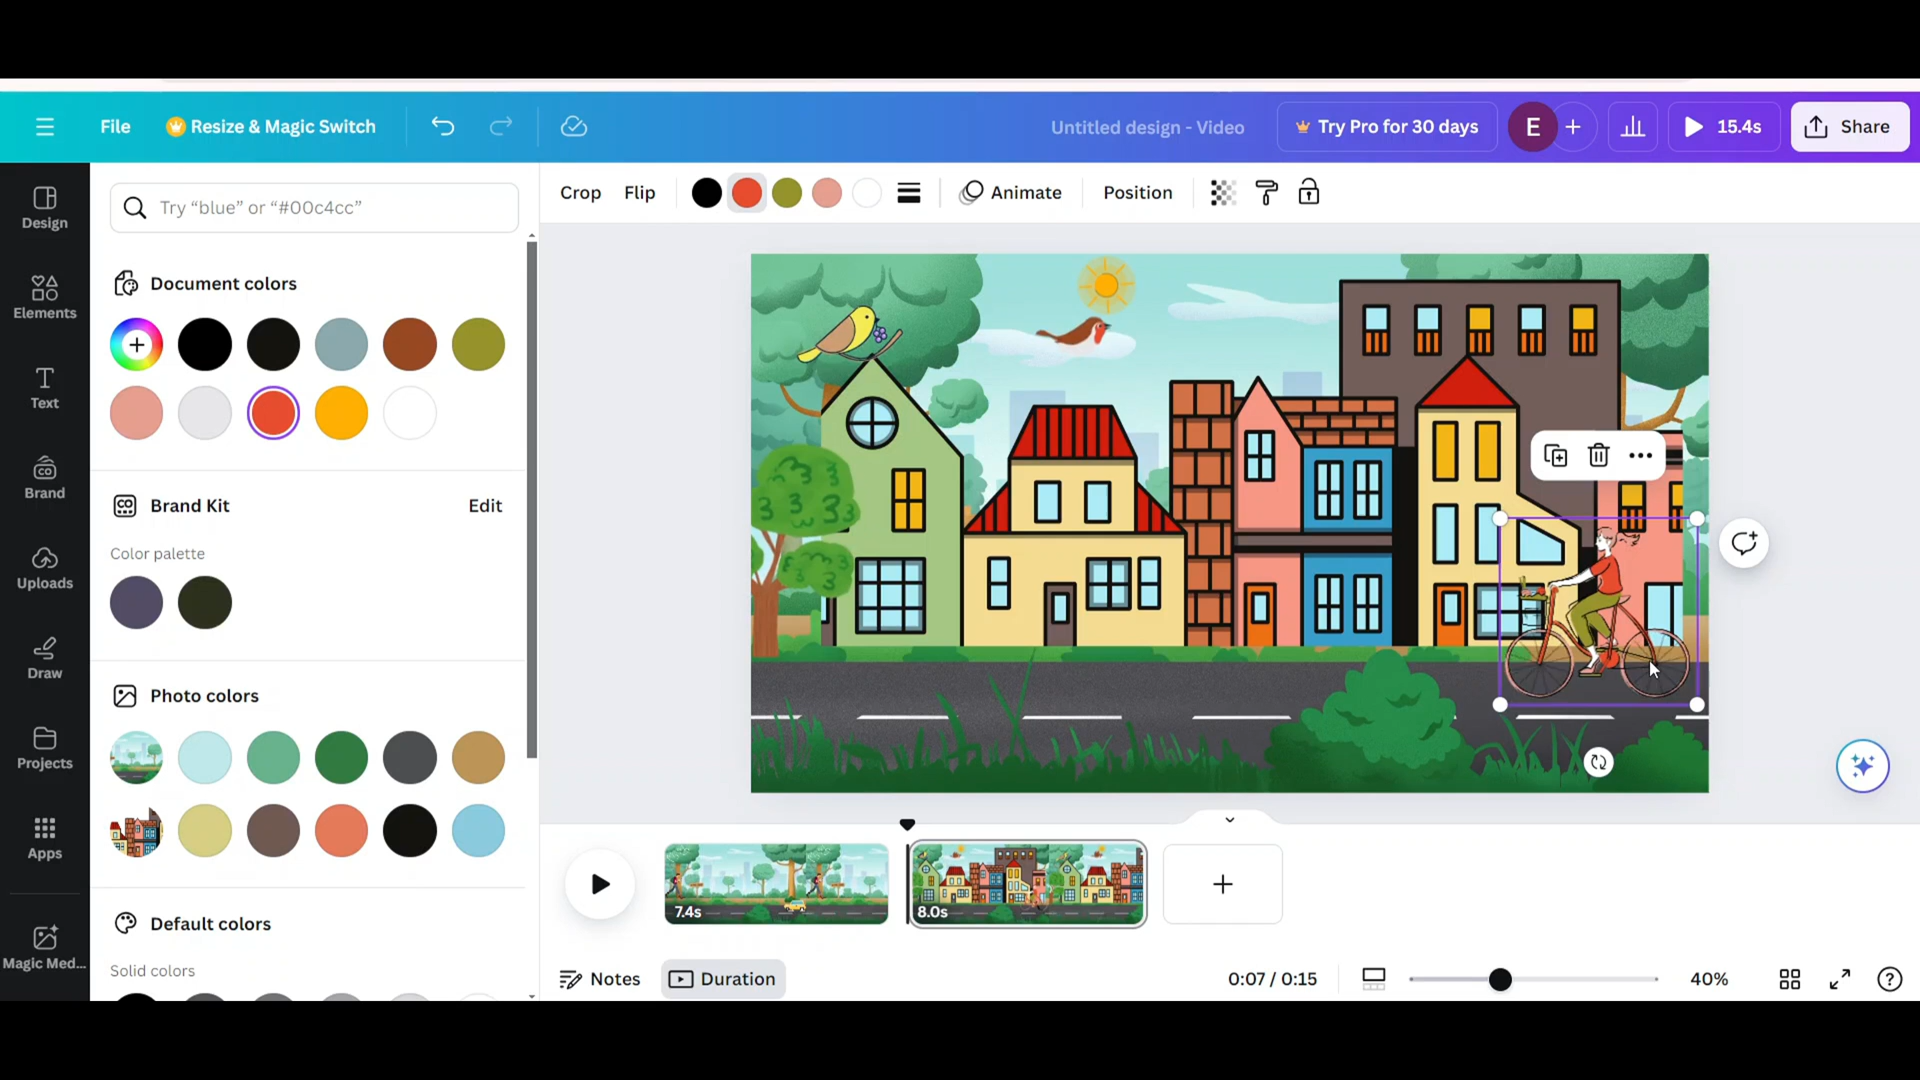 File
Resize & Magic Switch
Untitled design - Video
Try Pro for 30 days
E
15.4s
Share
Design
Elements
Text
Brand
Uploads
Draw
Projects
Apps
Magic Med...
Try “blue” or “#00c4cc”
Document colors
Brand Kit
Edit
Color palette
Photo colors
Default colors
Solid colors
Crop
Flip
Animate
Position
7.4s
8.0s
Notes
Duration
0:07 / 0:15
40%